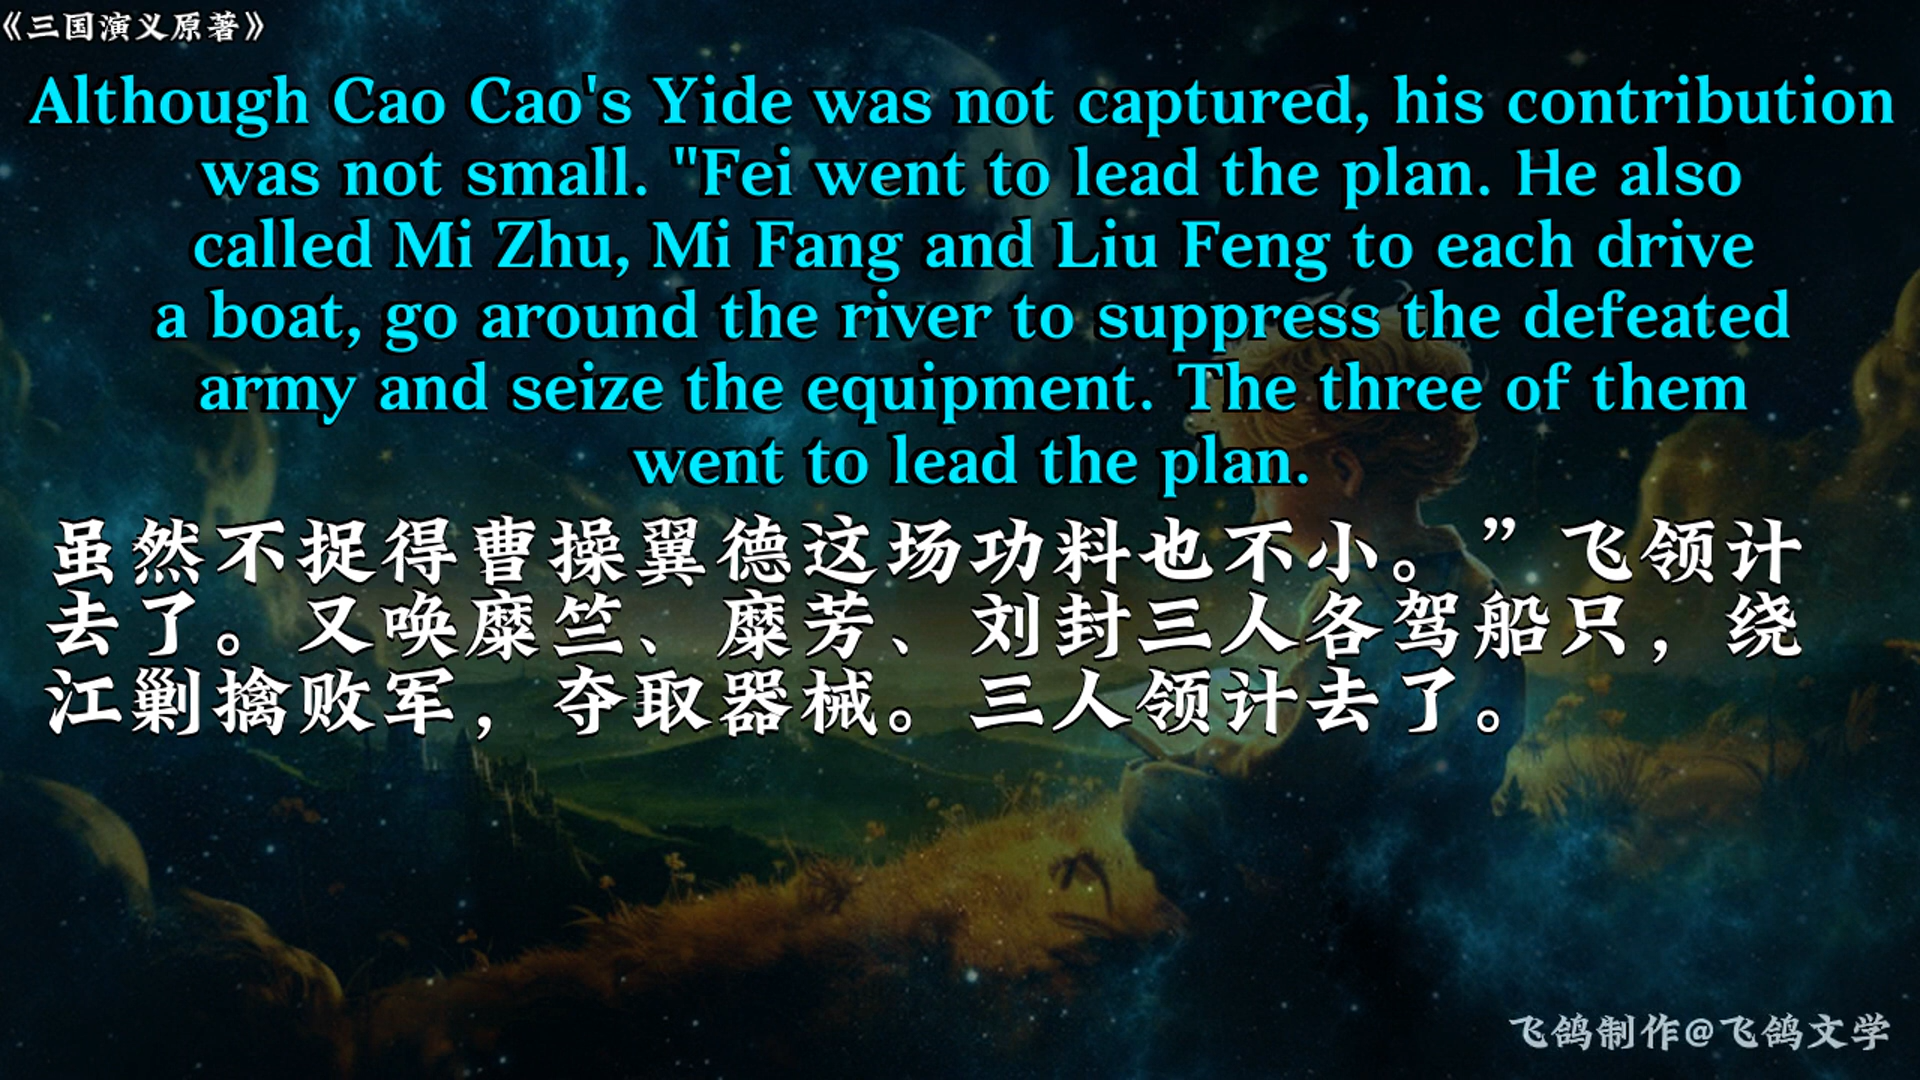 《三国演义原著》
Although Cao Cao's Yide was not captured, his contribution
was not small. "Fei went to lead the plan. He also
called Mi Zhu, Mi Fang and Liu Feng to each drive
a boat, go around the river to suppress the defeated
army and seize the equipment. The three of them
went to lead the plan.
虽然不捉得曹操翼德这场功料也不小。”飞领计
去了。又唤糜竺、糜芳、刘封三人各驾船只，绕
江剿擒败军，夺取器械。三人领计去了。
飞鸽制作@飞鸽文学